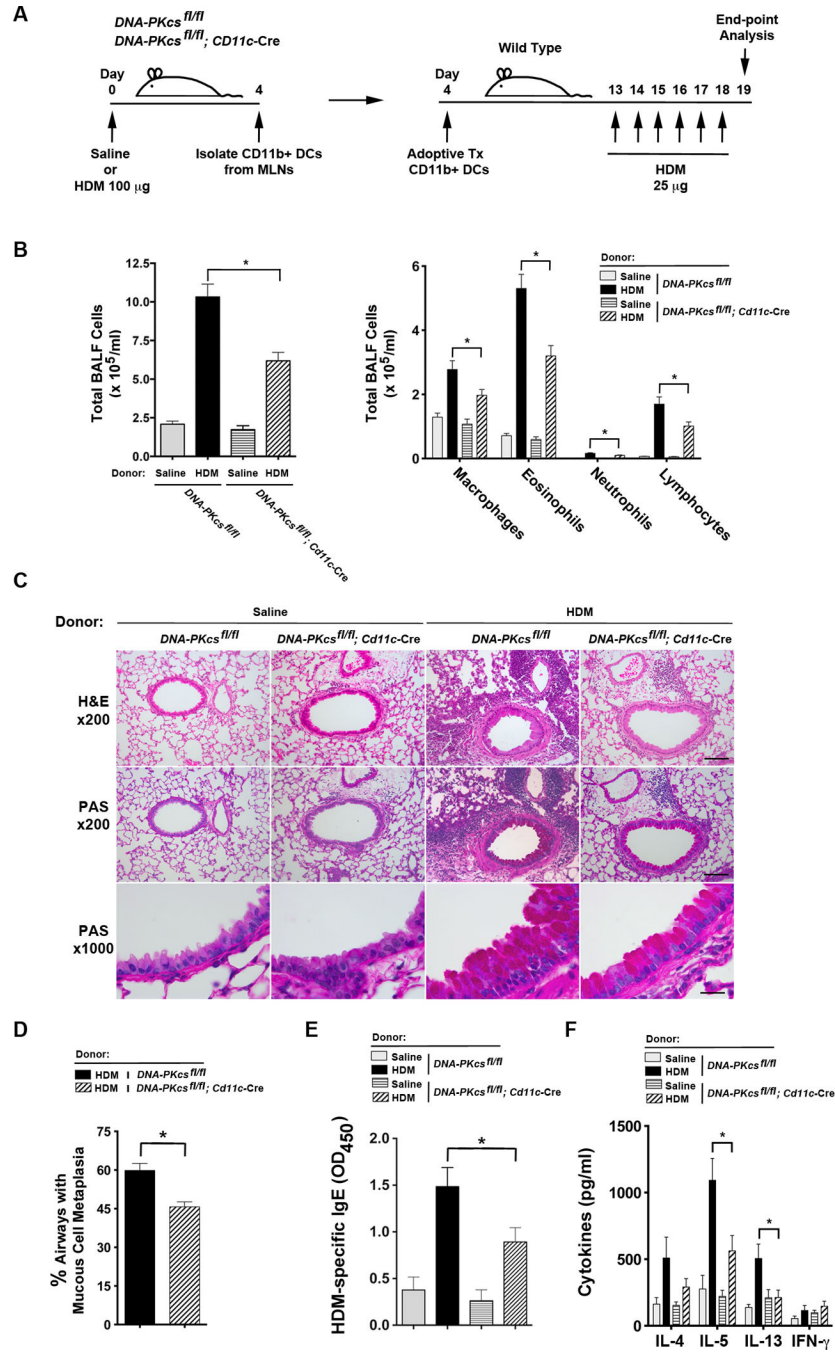 A
DNA-PKcs fl/fl
DNA-PKcs fl/fl; CD11c-Cre
Day
0
4
Saline
or
HDM 100 μg
Isolate CD11b+ DCs
from MLNs
Wild Type
Day
4
13 14 15 16 17 18 19
End-point
Analysis
Adoptive Tx
CD11b+ DCs
HDM
25 μg
B
Total BALF Cells
(x 10⁵/ml)
12.5
10.0
7.5
5.0
2.5
0.0
*
Donor: Saline HDM Saline HDM
DNA-PKcs fl/fl
DNA-PKcs fl/fl; Cd11c-Cre
Total BALF Cells
(x 10⁵/ml)
6
4
2
0
* * * *
Macrophages
Eosinophils
Neutrophils
Lymphocytes
Donor:
Saline
HDM
DNA-PKcs fl/fl
Saline
HDM
DNA-PKcs fl/fl; Cd11c-Cre
C
Donor:
Saline
HDM
DNA-PKcs fl/fl
DNA-PKcs fl/fl; Cd11c-Cre
DNA-PKcs fl/fl
DNA-PKcs fl/fl; Cd11c-Cre
H&E
x200
PAS
x200
PAS
x1000
D
Donor:
HDM DNA-PKcs fl/fl
HDM DNA-PKcs fl/fl; Cd11c-Cre
% Airways with
Mucous Cell Metaplasia
75
60
45
30
15
0
*
E
Donor:
Saline
HDM
DNA-PKcs fl/fl
Saline
HDM
DNA-PKcs fl/fl; Cd11c-Cre
HDM-specific IgE (OD450)
2.0
1.5
1.0
0.5
0.0
*
F
Donor:
Saline
HDM
DNA-PKcs fl/fl
Saline
HDM
DNA-PKcs fl/fl; Cd11c-Cre
Cytokines (pg/ml)
1500
1000
500
0
*
*
IL-4 IL-5 IL-13 IFN-γ